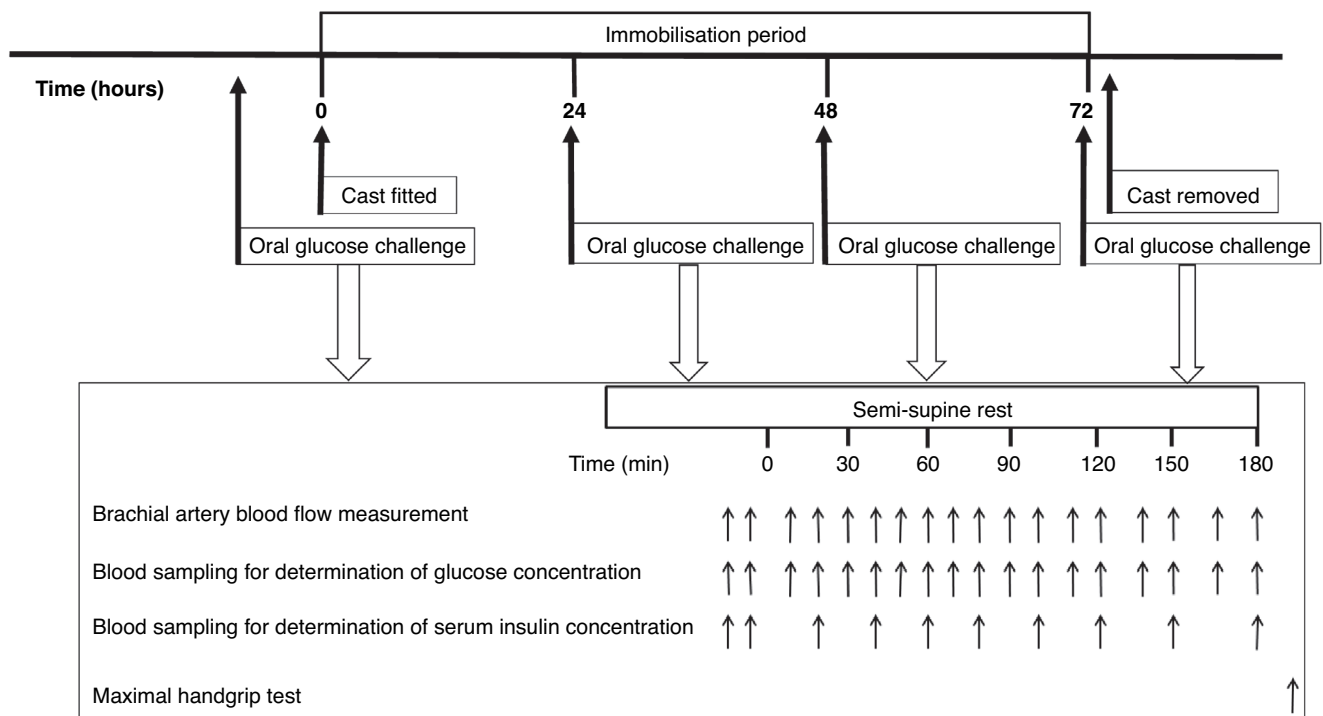 Immobilisation period
Time (hours)
0 24 48 72
Cast fitted Cast removed
Oral glucose challenge Oral glucose challenge Oral glucose challenge Oral glucose challenge
Semi-supine rest
Time (min) 0 30 60 90 120 150 180
Brachial artery blood flow measurement
Blood sampling for determination of glucose concentration
Blood sampling for determination of serum insulin concentration
Maximal handgrip test